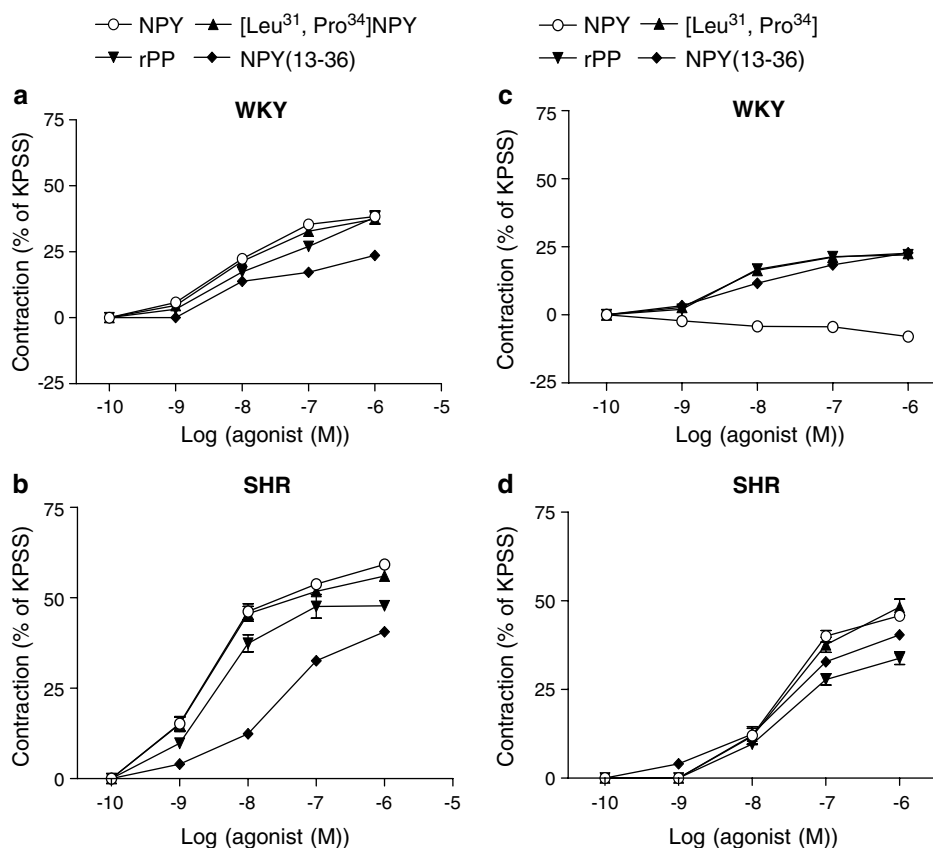 NPY [Leu31, Pro34]NPY
rPP NPY(13-36)
NPY [Leu31, Pro34]
rPP NPY(13-36)
a WKY
Contraction (% of KPSS)
75
50
25
0
-25
-10 -9 -8 -7 -6 -5
Log (agonist (M))
c WKY
Contraction (% of KPSS)
75
50
25
0
-25
-10 -9 -8 -7 -6
Log (agonist (M))
b SHR
Contraction (% of KPSS)
75
50
25
0
-10 -9 -8 -7 -6 -5
Log (agonist (M))
d SHR
Contraction (% of KPSS)
75
50
25
0
-10 -9 -8 -7 -6
Log (agonist (M))